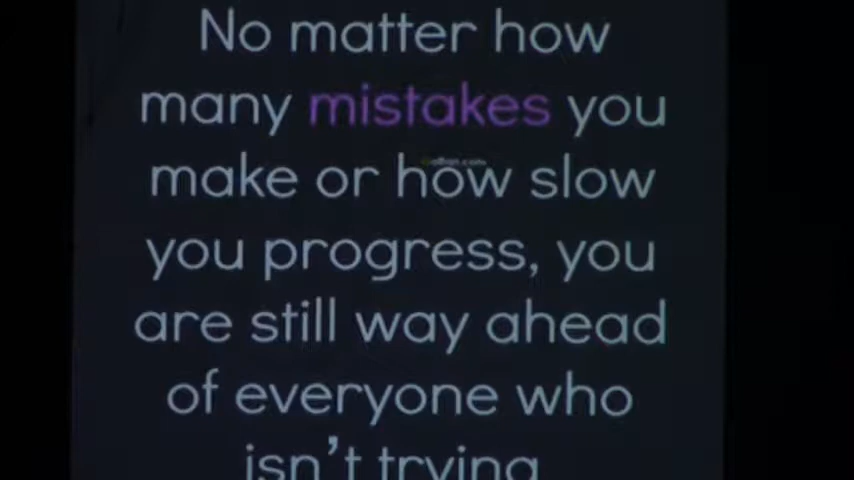 No matter how
many mistakes you
make or how slow
you progress, you
are still way ahead
of everyone who
isn't trying